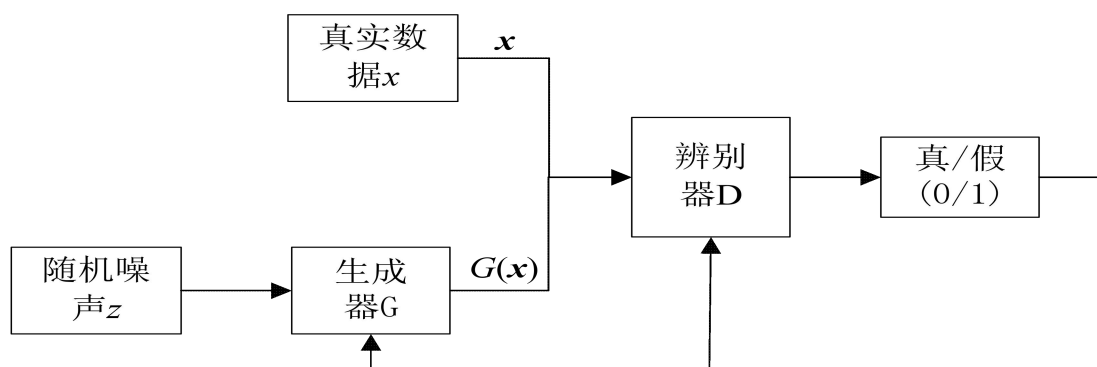 真实数
据x
x
辨别
器D
真/假
(0/1)
随机噪
声z
生成
器G
G(x)